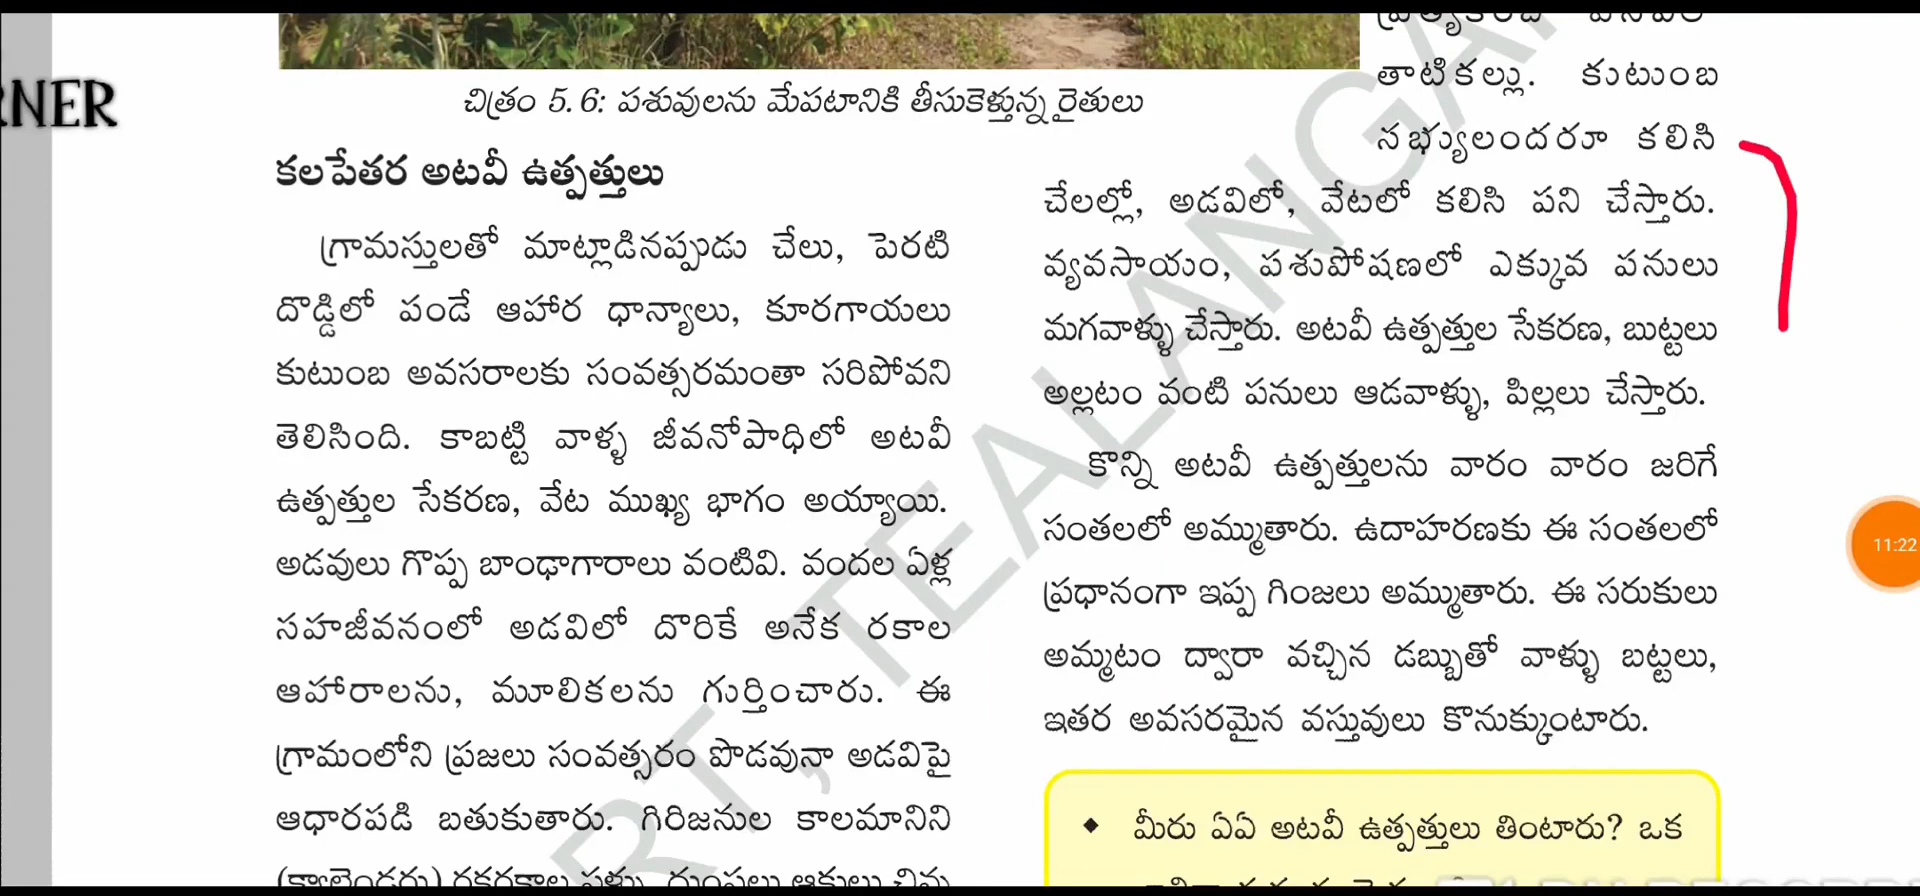 RNER
చిత్రం 5.6: పశువులను మేపటానికి తీసుకెళ్తున్న రైతులు
కలపేతర అటవీ ఉత్పత్తులు
గ్రామస్తులతో మాట్లాడినప్పుడు చేలు, పెరటి
దొడ్డిలో పండే ఆహార ధాన్యాలు, కూరగాయలు
కుటుంబ అవసరాలకు సంవత్సరమంతా సరిపోవని
తెలిసింది. కాబట్టి వాళ్ళ జీవనోపాధిలో అటవీ
ఉత్పత్తుల సేకరణ, వేట ముఖ్య భాగం అయ్యాయి.
అడవులు గొప్ప బాండాగారాలు వంటివి. వందల ఏళ్ల
సహజీవనంలో అడవిలో దొరికే అనేక రకాల
ఆహారాలను, మూలికలను గుర్తించారు. ఈ
గ్రామంలోని ప్రజలు సంవత్సరం పొడవునా అడవిపై
ఆధారపడి బతుకుతారు. గిరిజనుల కాలమానిని
తాటికల్లు. కుటుంబ
సభ్యులందరూ కలిసి
చేలల్లో, అడవిలో, వేటలో కలిసి పని చేస్తారు.
వ్యవసాయం, పశుపోషణలో ఎక్కువ పనులు
మగవాళ్ళు చేస్తారు. అటవీ ఉత్పత్తుల సేకరణ, బుట్టలు
అల్లటం వంటి పనులు ఆడవాళ్ళు, పిల్లలు చేస్తారు.
కొన్ని అటవీ ఉత్పత్తులను వారం వారం జరిగే
సంతలలో అమ్ముతారు. ఉదాహరణకు ఈ సంతలలో
ప్రధానంగా ఇప్ప గింజలు అమ్ముతారు. ఈ సరుకులు
అమ్మటం ద్వారా వచ్చిన డబ్బుతో వాళ్ళు బట్టలు,
ఇతర అవసరమైన వస్తువులు కొనుక్కుంటారు.
◆ మీరు ఏఏ అటవీ ఉత్పత్తులు తింటారు? ఒక
RT, TEALANGA
11:22